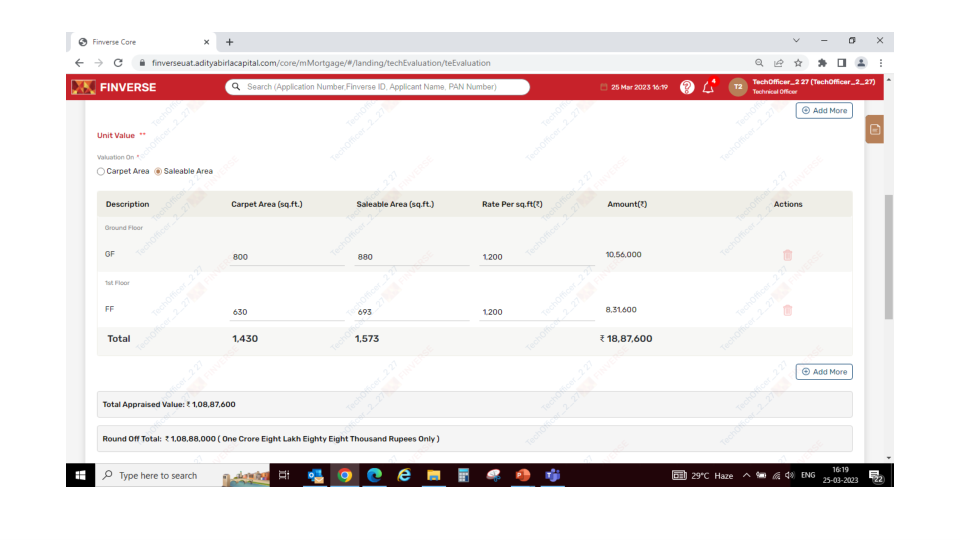 Finverse Core
finverseuat.adityabirlacapital.com/core/mMortgage/#/landing/techEvaluation/teEvaluation
FINVERSE
Search (Application Number,Finverse ID, Applicant Name, PAN Number)
25 Mar 2023 16:19
4
T2
TechOfficer_2 27 (TechOfficer_2_27)
Technical Officer
Add More
Unit Value **
Valuation On *
Carpet Area Saleable Area
Description Carpet Area (sq.ft.) Saleable Area (sq.ft.) Rate Per sq.ft(₹) Amount(₹) Actions
Ground Floor
GF 800 880 1,200 10,56,000
1st Floor
FF 630 693 1,200 8,31,600
Total 1,430 1,573 ₹ 18,87,600
Add More
Total Appraised Value: ₹ 1,08,87,600
Round Off Total: ₹ 1,08,88,000 ( One Crore Eight Lakh Eighty Eight Thousand Rupees Only )
Type here to search
29°C Haze
ENG
16:19
25-03-2023
22